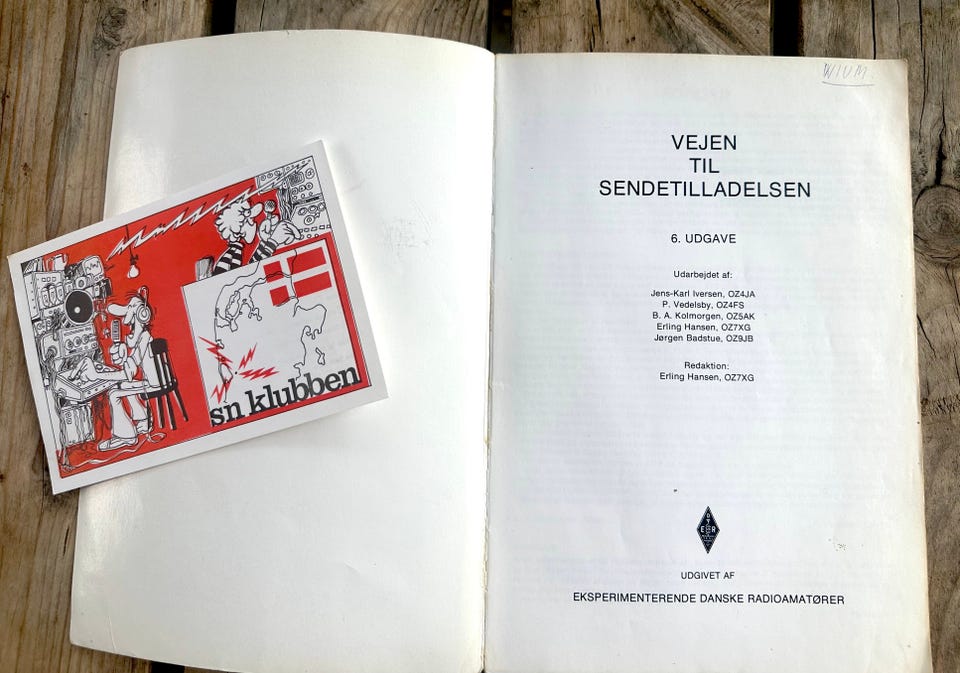 sn klubben
WIUM
VEJEN
TIL
SENDETILLADELSEN
6. UDGAVE
Udarbejdet af:
Jens-Karl Iversen, OZ4JA
P. Vedelsby, OZ4FS
B. A. Kolmorgen, OZ5AK
Erling Hansen, OZ7XG
Jørgen Badstue, OZ9JB
Redaktion:
Erling Hansen, OZ7XG
UDGIVET AF
EKSPERIMENTERENDE DANSKE RADIOAMATØRER